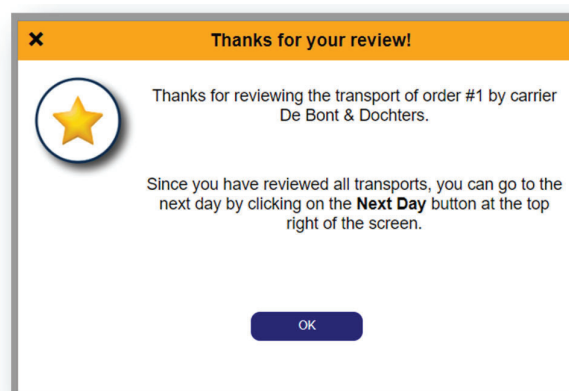 Thanks for your review!
Thanks for reviewing the transport of order #1 by carrier
De Bont & Dochters.
Since you have reviewed all transports, you can go to the
next day by clicking on the Next Day button at the top
right of the screen.
OK